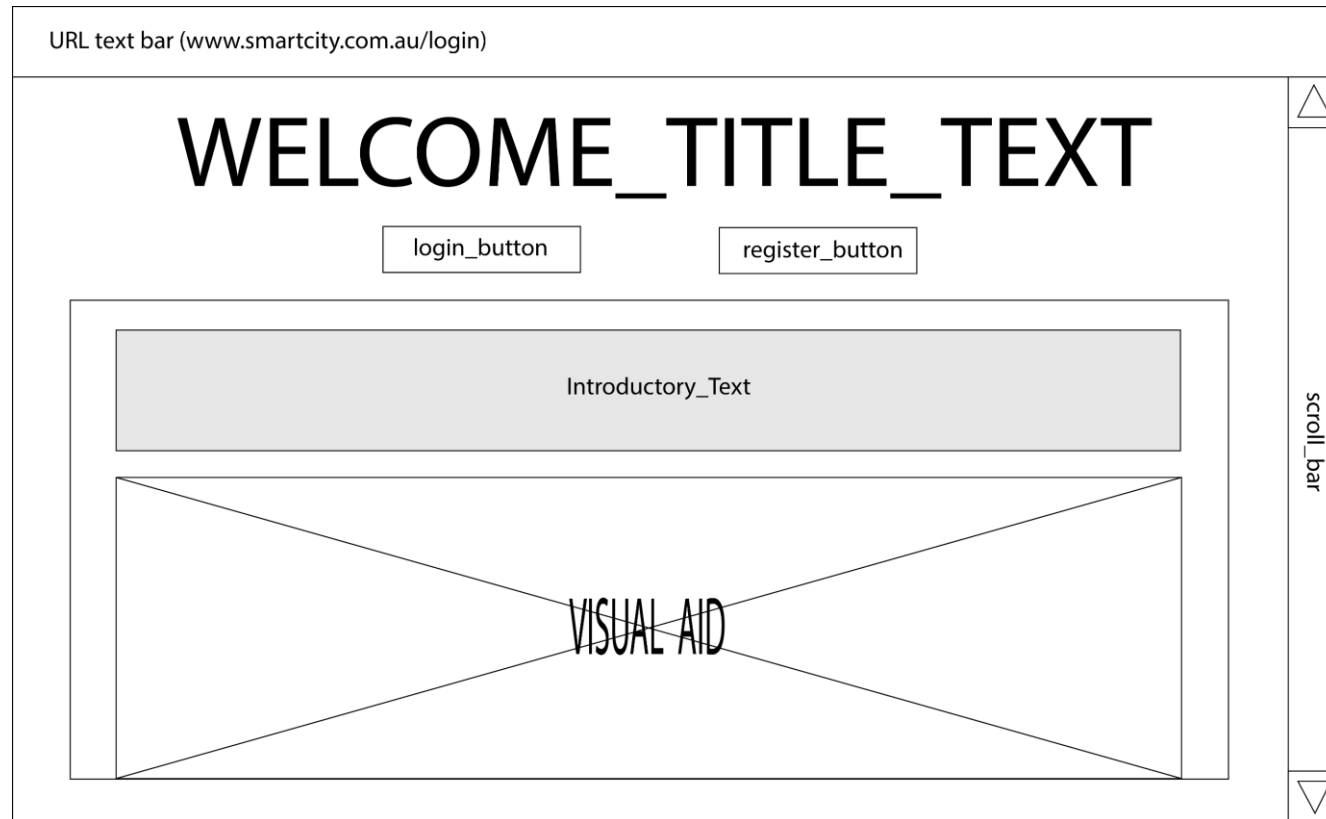 URL text bar (www.smartcity.com.au/login)
WELCOME_TITLE_TEXT
login_button
register_button
Introductory_Text
scroll_bar
VISUAL AID